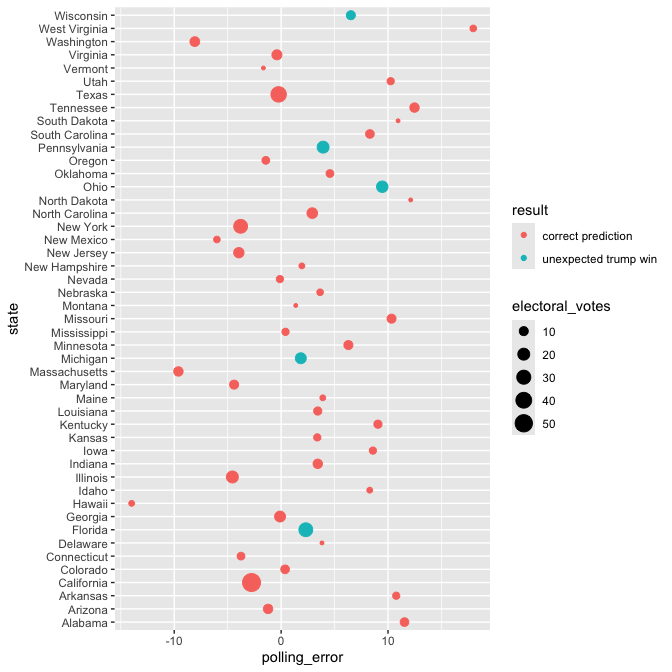 Wisconsin
West Virginia
Washington
Virginia
Vermont
Utah
Texas
Tennessee
South Dakota
South Carolina
Pennsylvania
Oregon
Oklahoma
Ohio
North Dakota
North Carolina
New York
New Mexico
New Jersey
New Hampshire
Nevada
Nebraska
Montana
Missouri
Mississippi
Minnesota
Michigan
Massachusetts
Maryland
Maine
Louisiana
Kentucky
Kansas
Iowa
Indiana
Illinois
Idaho
Hawaii
Georgia
Florida
Delaware
Connecticut
Colorado
California
Arkansas
Arizona
Alabama
state
-10 0 10
polling_error
result
correct prediction
unexpected trump win
electoral_votes
10
20
30
40
50